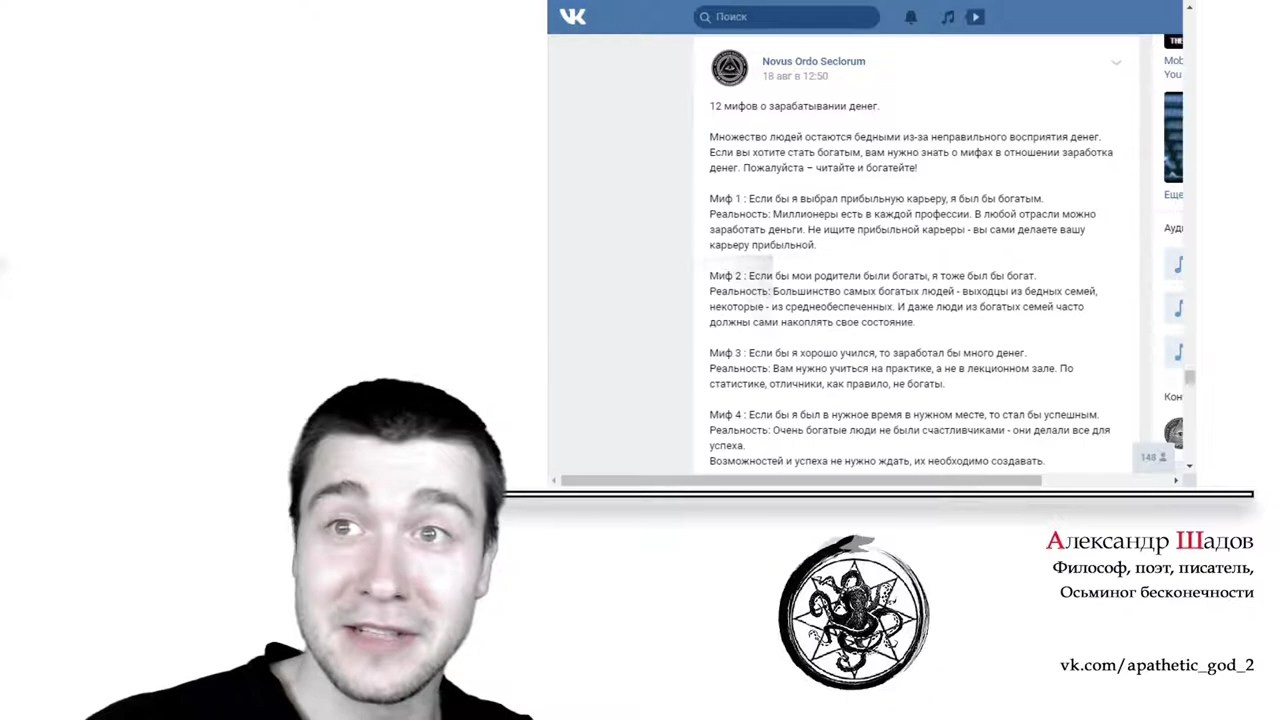 Поиск
Novus Ordo Seclorum
18 авг в 12:50
12 мифов о зарабатывании денег.
Множество людей остаются бедными из-за неправильного восприятия денег.
Если вы хотите стать богатым, вам нужно знать о мифах в отношении заработка
денег. Пожалуйста – читайте и богатейте!
Миф 1 : Если бы я выбрал прибыльную карьеру, я был бы богатым.
Реальность: Миллионеры есть в каждой профессии. В любой отрасли можно
заработать деньги. Не ищите прибыльной карьеры - вы сами делаете вашу
карьеру прибыльной.
Миф 2 : Если бы мои родители были богаты, я тоже был бы богат.
Реальность: Большинство самых богатых людей - выходцы из бедных семей,
некоторые - из среднеобеспеченных. И даже люди из богатых семей часто
должны сами накоплять свое состояние.
Миф 3 : Если бы я хорошо учился, то заработал бы много денег.
Реальность: Вам нужно учиться на практике, а не в лекционном зале. По
статистике, отличники, как правило, не богаты.
Миф 4 : Если бы я был в нужное время в нужном месте, то стал бы успешным.
Реальность: Очень богатые люди не были счастливчиками - они делали все для
успеха.
Возможностей и успеха не нужно ждать, их необходимо создавать.
Mob
You
Еще
Ауди
Кон
148
Александр Шадов
Философ, поэт, писатель,
Осьминог бесконечности
vk.com/apathetic_god_2